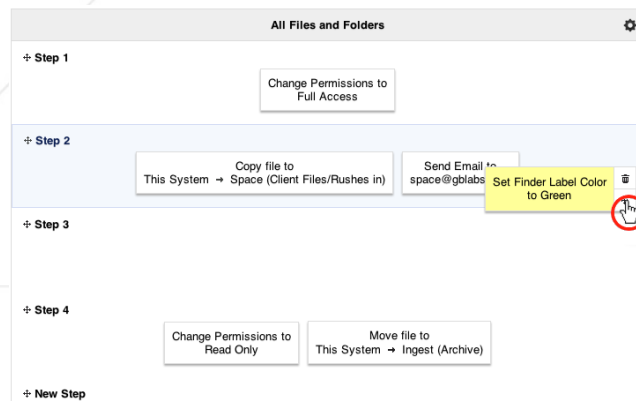 All Files and Folders
Step 1
Change Permissions to
Full Access
Step 2
Copy file to
This System → Space (Client Files/Rushes in)
Send Email to
space@gblabs
Set Finder Label Color
to Green
Step 3
Step 4
Change Permissions to
Read Only
Move file to
This System → Ingest (Archive)
New Step